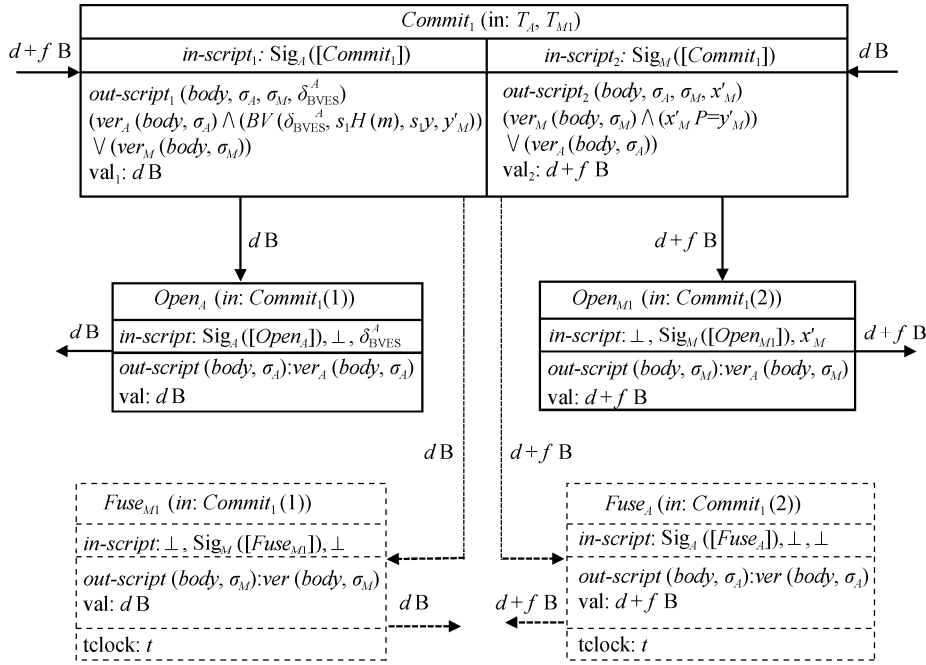 Commit₁ (in: T_A, T_M1)
d+f B
in-script₁: Sig_A([Commit₁])
in-script₂: Sig_M([Commit₁])
d B
out-script₁ (body, σ_A, σ_M, δ_BVES^A)
(ver_A (body, σ_A) ∧(BV (δ_BVES^A, s₁H (m), s₁y, y'_M))
∨(ver_M (body, σ_M))
val₁: d B
out-script₂ (body, σ_A, σ_M, x'_M)
(ver_M (body, σ_M) ∧(x'_M P=y'_M))
∨(ver_A (body, σ_A))
val₂: d+f B
d B
d+f B
Open_A (in: Commit₁(1))
d B
in-script: Sig_A([Open_A]), ⊥, δ_BVES^A
out-script (body, σ_A):ver_A (body, σ_A)
val: d B
Open_M1 (in: Commit₁(2))
in-script: ⊥, Sig_M([Open_M1]), x'_M
d+f B
out-script (body, σ_M):ver_A (body, σ_M)
val: d+f B
d B
d+f B
Fuse_M1 (in: Commit₁(1))
in-script: ⊥, Sig_M([Fuse_M1]), ⊥
out-script (body, σ_M):ver (body, σ_M)
val: d B
d B
tclock: t
Fuse_A (in: Commit₁(2))
in-script: Sig_A ([Fuse_A]), ⊥, ⊥
out-script (body, σ_A):ver (body, σ_A)
val: d+f B
d+f B
tclock: t